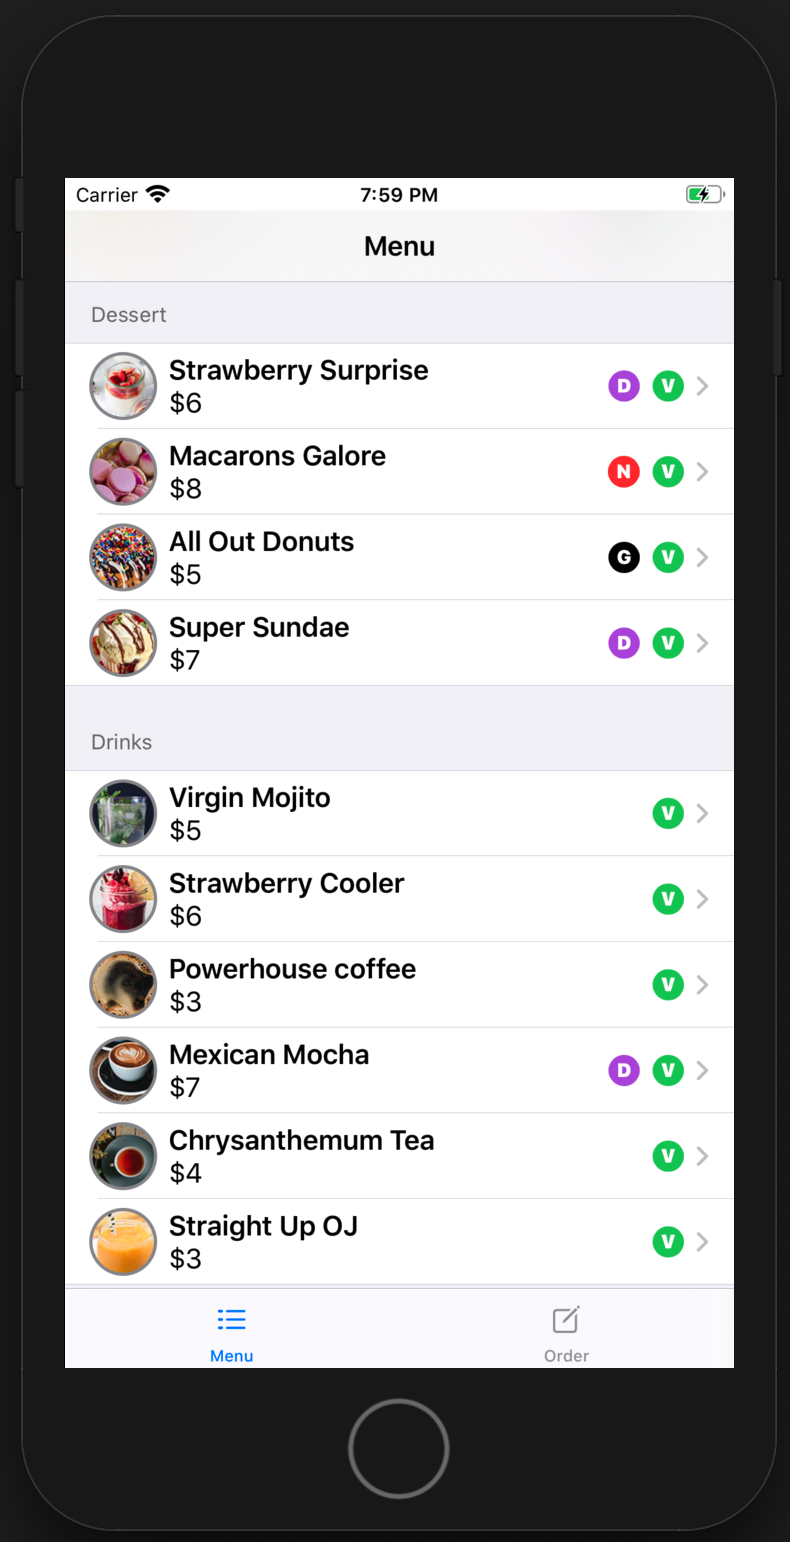 Carrier 7:59 PM
Menu
Dessert
Strawberry Surprise
$6
D V
Macarons Galore
$8
N V
All Out Donuts
$5
G V
Super Sundae
$7
D V
Drinks
Virgin Mojito
$5
V
Strawberry Cooler
$6
V
Powerhouse coffee
$3
V
Mexican Mocha
$7
D V
Chrysanthemum Tea
$4
V
Straight Up OJ
$3
V
Menu Order